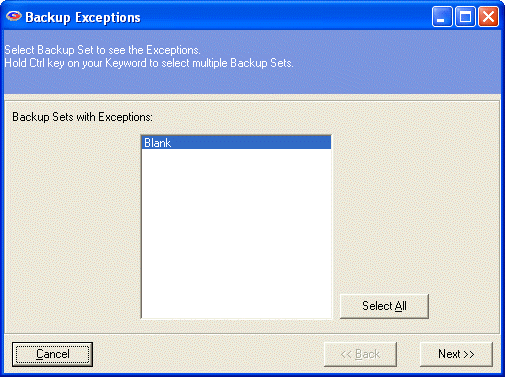 Backup Exceptions
Select Backup Set to see the Exceptions.
Hold Ctrl key on your Keyword to select multiple Backup Sets.
Backup Sets with Exceptions:
Blank
Select All
Cancel
<< Back
Next >>